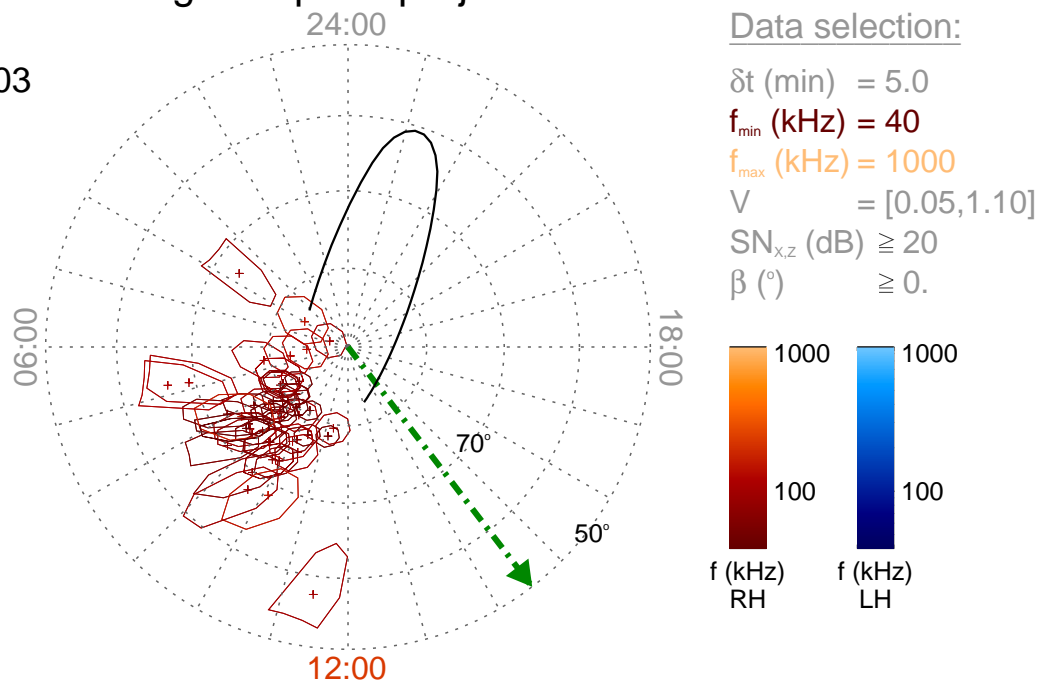 24:00
03
06:00
18:00
12:00
70°
50°
Data selection:
δt (min) = 5.0
fmin (kHz) = 40
fmax (kHz) = 1000
V = [0.05,1.10]
SNX,Z (dB) ≧ 20
β (°) ≧ 0.
1000
100
f (kHz)
RH
1000
100
f (kHz)
LH